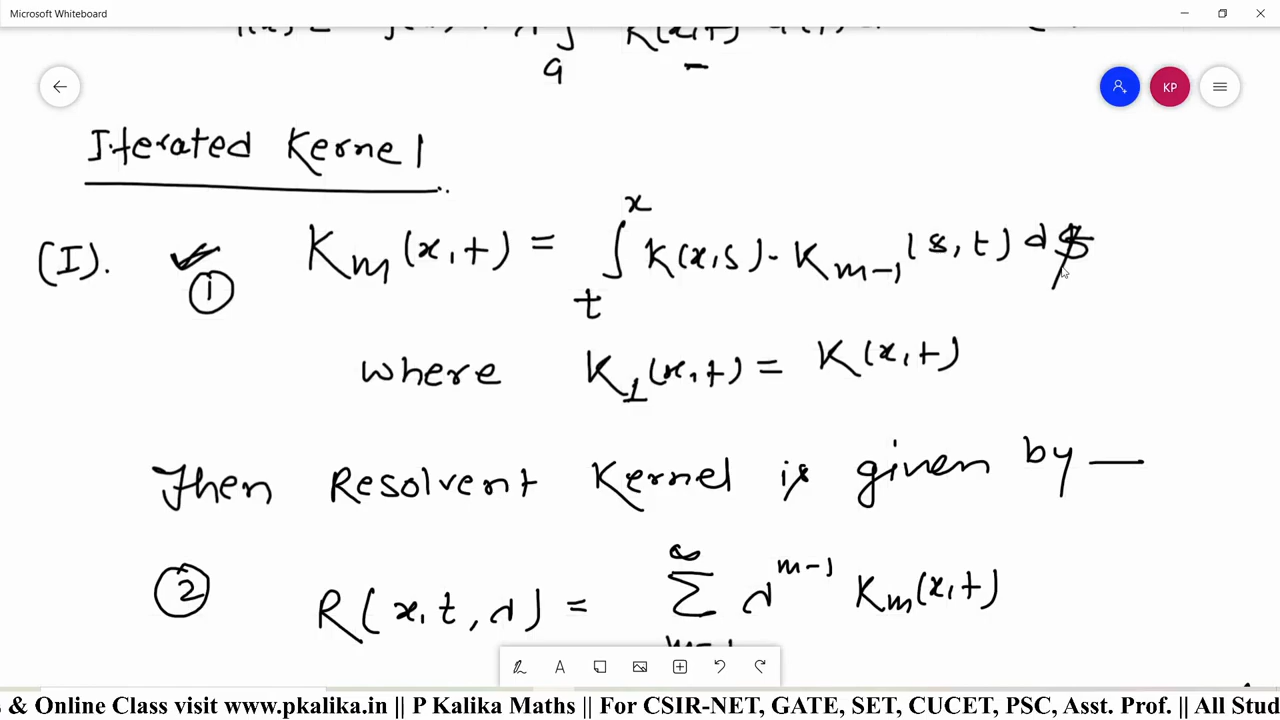 Microsoft Whiteboard
a
KP
Iterated Kernel
(I). ① K_m(x,t) = ∫_t^x K(x,s) · K_{m-1}(s,t) ds
where K_1(x,t) = K(x,t)
Then Resolvent Kernel is given by —
② R(x,t,λ) = ∑^∞ λ^{m-1} K_m(x,t)
A
& Online Class visit www.pkalika.in || P Kalika Maths || For CSIR-NET, GATE, SET, CUCET, PSC, Asst. Prof. || All Stud